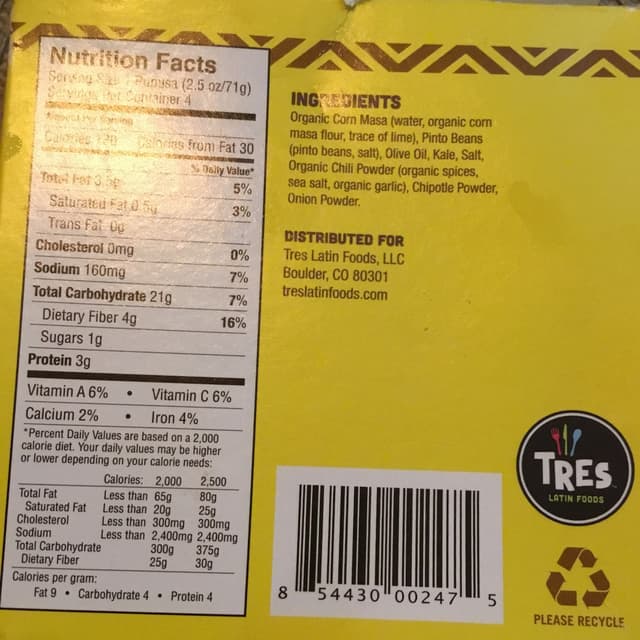 Nutrition Facts
Serving Size 1 Pupusa (2.5 oz/71g)
Servings Per Container 4
Amount Per Serving
Calories 120 Calories from Fat 30
% Daily Value*
Total Fat 3.5g 5%
Saturated Fat 0.5g 3%
Trans Fat 0g
Cholesterol 0mg 0%
Sodium 160mg 7%
Total Carbohydrate 21g 7%
Dietary Fiber 4g 16%
Sugars 1g
Protein 3g
Vitamin A 6% • Vitamin C 6%
Calcium 2% • Iron 4%
*Percent Daily Values are based on a 2,000
calorie diet. Your daily values may be higher
or lower depending on your calorie needs:
Calories: 2,000 2,500
Total Fat Less than 65g 80g
Saturated Fat Less than 20g 25g
Cholesterol Less than 300mg 300mg
Sodium Less than 2,400mg 2,400mg
Total Carbohydrate 300g 375g
Dietary Fiber 25g 30g
Calories per gram:
Fat 9 • Carbohydrate 4 • Protein 4
INGREDIENTS
Organic Corn Masa (water, organic corn
masa flour, trace of lime), Pinto Beans
(pinto beans, salt), Olive Oil, Kale, Salt,
Organic Chili Powder (organic spices,
sea salt, organic garlic), Chipotle Powder,
Onion Powder.
DISTRIBUTED FOR
Tres Latin Foods, LLC
Boulder, CO 80301
treslatinfoods.com
8 54430 00247 5
TRES
LATIN FOODS
PLEASE RECYCLE